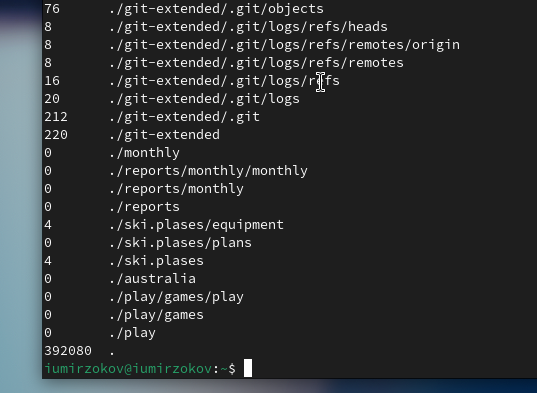 76 ./git-extended/.git/objects
8 ./git-extended/.git/logs/refs/heads
8 ./git-extended/.git/logs/refs/remotes/origin
8 ./git-extended/.git/logs/refs/remotes
16 ./git-extended/.git/logs/refs
20 ./git-extended/.git/logs
212 ./git-extended/.git
220 ./git-extended
0 ./monthly
0 ./reports/monthly/monthly
0 ./reports/monthly
0 ./reports
4 ./ski.plases/equipment
0 ./ski.plases/plans
4 ./ski.plases
0 ./australia
0 ./play/games/play
0 ./play/games
0 ./play
392080 .
iumirzokov@iumirzokov:~$